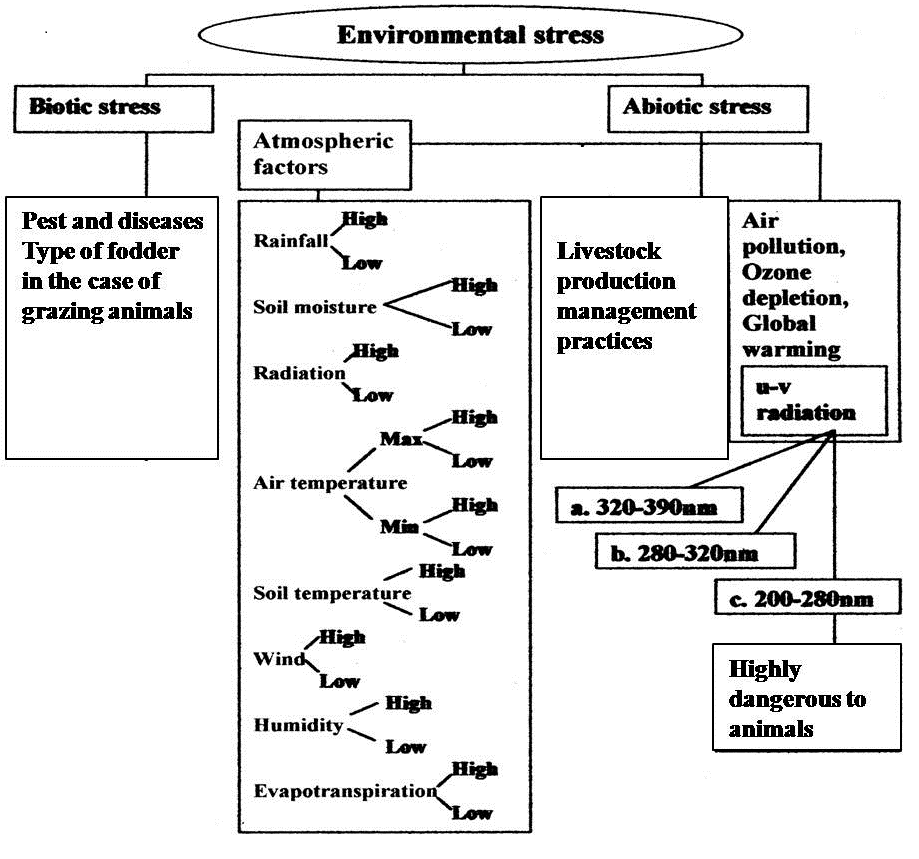 Environmental stress
Biotic stress
Abiotic stress
Atmospheric
factors
Pest and diseases
Type of fodder
in the case of
grazing animals
Rainfall
High
Low
Soil moisture
High
Low
Radiation
High
Low
Air temperature
Max
High
Low
Min
High
Low
Soil temperature
High
Low
Wind
High
Low
Humidity
High
Low
Evapotranspiration
High
Low
Livestock
production
management
practices
Air
pollution,
Ozone
depletion,
Global
warming
u-v
radiation
a. 320-390nm
b. 280-320nm
c. 200-280nm
Highly
dangerous to
animals